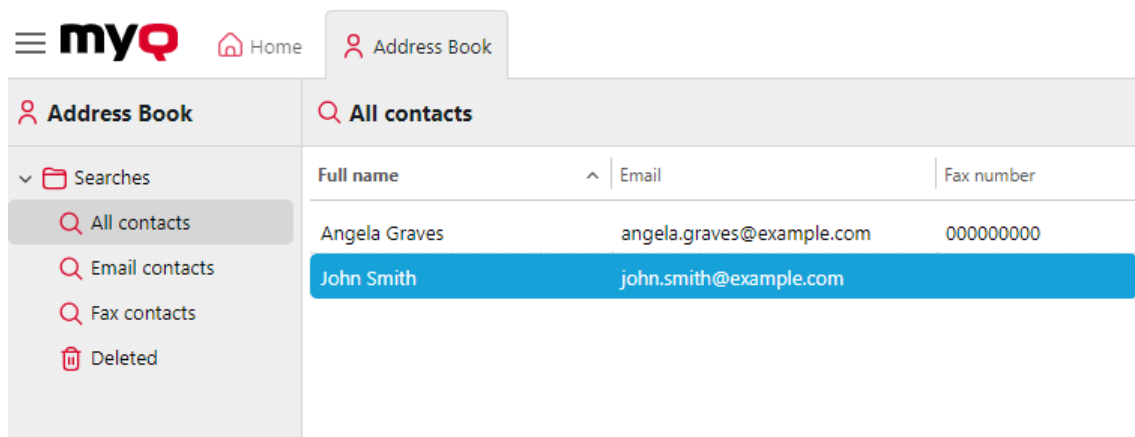 myQ Home Address Book
Address Book
All contacts
Searches
All contacts
Email contacts
Fax contacts
Deleted
Full name Email Fax number
Angela Graves angela.graves@example.com 000000000
John Smith john.smith@example.com